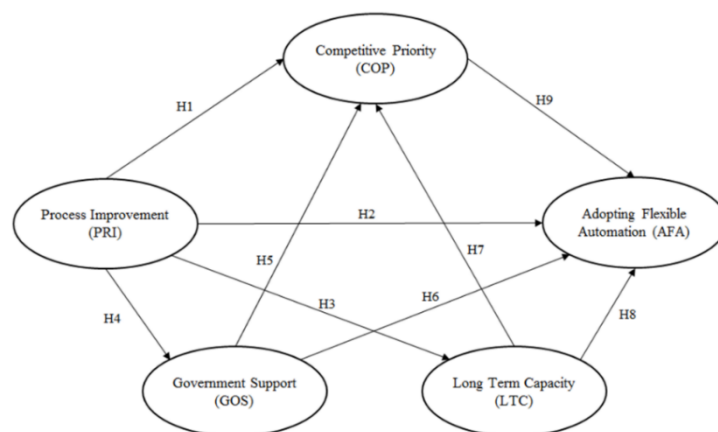 Competitive Priority
(COP)
H1
H9
Process Improvement
(PRI)
H2
Adopting Flexible
Automation (AFA)
H5
H7
H3
H6
H4
H8
Government Support
(GOS)
Long Term Capacity
(LTC)